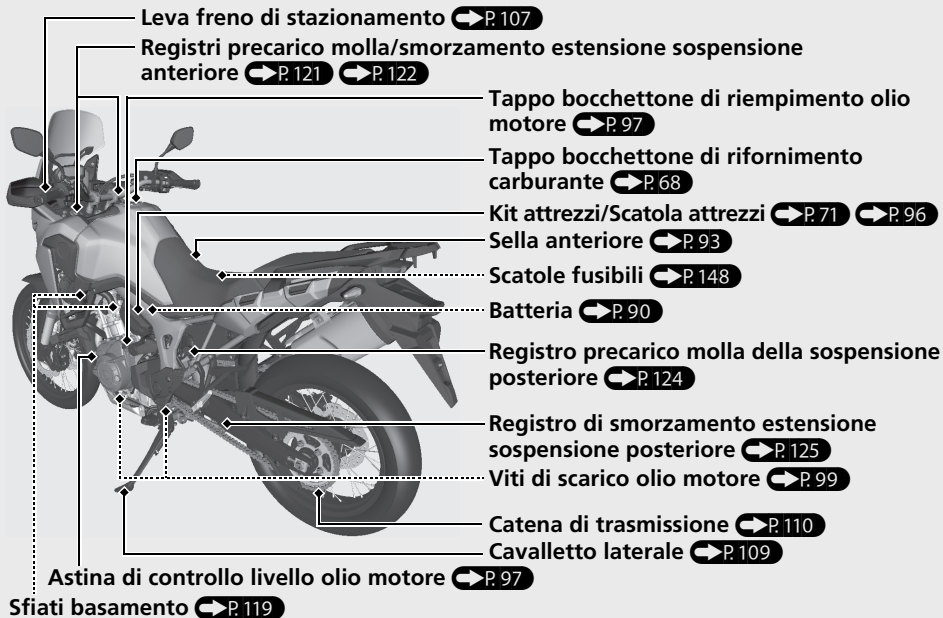 Leva freno di stazionamento P. 107
Registri precarico molla/smorzamento estensione sospensione
anteriore P. 121 P. 122
Tappo bocchettone di riempimento olio
motore P. 97
Tappo bocchettone di rifornimento
carburante P. 68
Kit attrezzi/Scatola attrezzi P. 71 P. 96
Sella anteriore P. 93
Scatole fusibili P. 148
Batteria P. 90
Registro precarico molla della sospensione
posteriore P. 124
Registro di smorzamento estensione
sospensione posteriore P. 125
Viti di scarico olio motore P. 99
Catena di trasmissione P. 110
Cavalletto laterale P. 109
Astina di controllo livello olio motore P. 97
Sfiati basamento P. 119